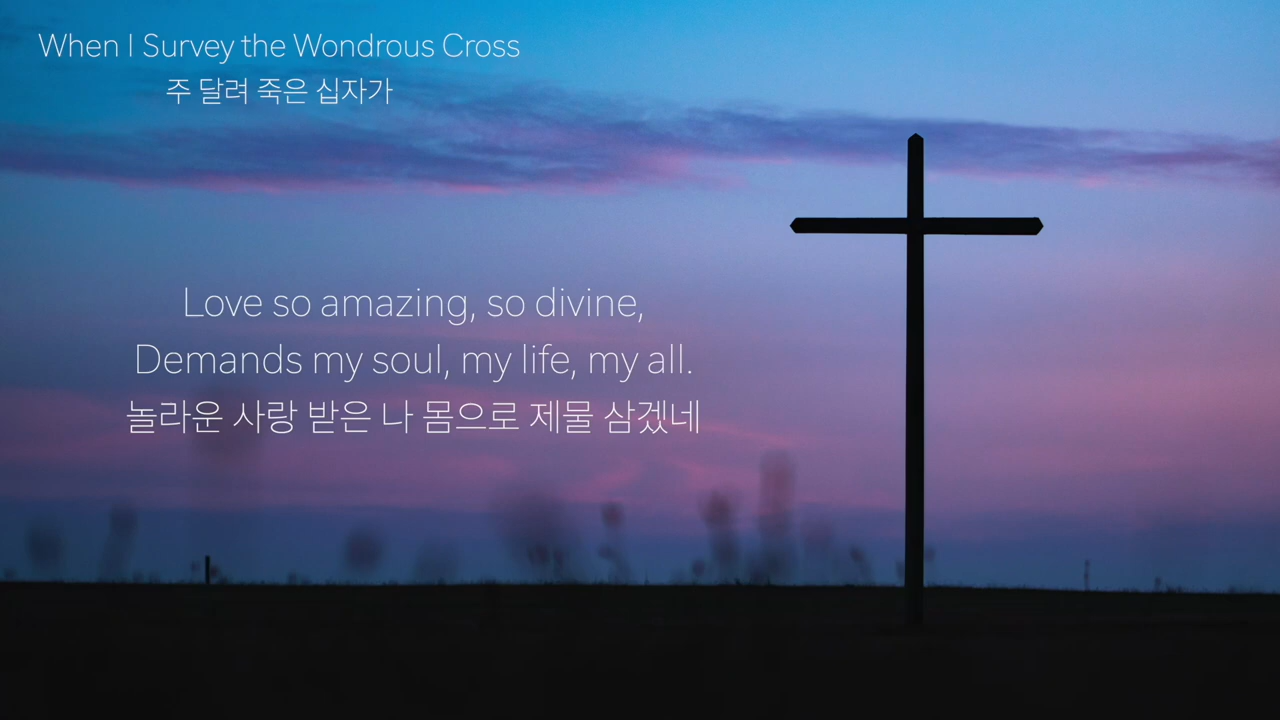 When I Survey the Wondrous Cross
주 달려 죽은 십자가
Love so amazing, so divine,
Demands my soul, my life, my all.
놀라운 사랑 받은 나 몸으로 제물 삼겠네